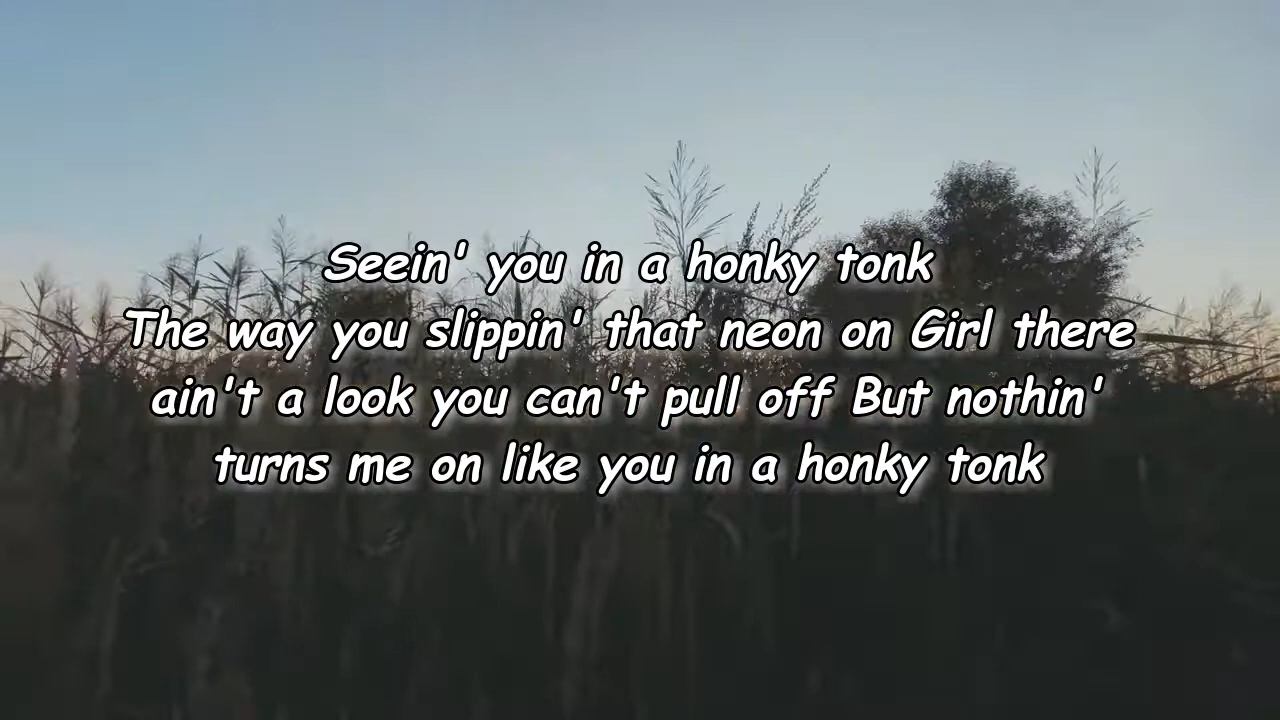 Seein' you in a honky tonk
The way you slippin' that neon on Girl there
ain't a look you can't pull off But nothin'
turns me on like you in a honky tonk